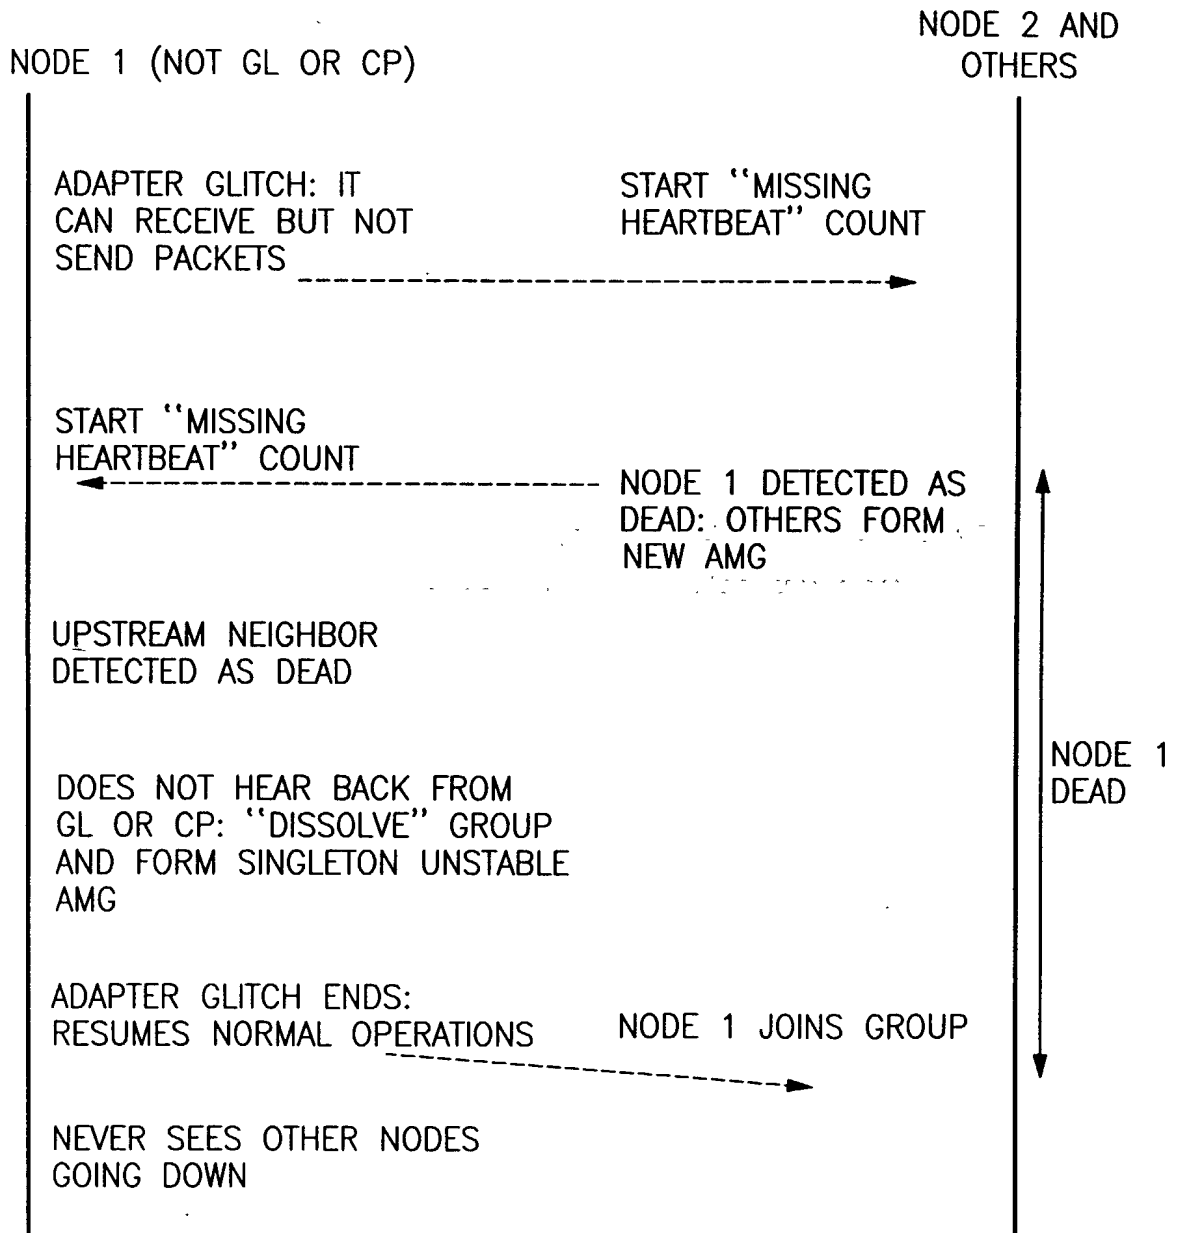 NODE 1 (NOT GL OR CP)
NODE 2 AND
OTHERS
ADAPTER GLITCH: IT
CAN RECEIVE BUT NOT
SEND PACKETS
START ‘‘MISSING
HEARTBEAT’’ COUNT
START ‘‘MISSING
HEARTBEAT’’ COUNT
NODE 1 DETECTED AS
DEAD: OTHERS FORM
NEW AMG
UPSTREAM NEIGHBOR
DETECTED AS DEAD
NODE 1
DEAD
DOES NOT HEAR BACK FROM
GL OR CP: ‘‘DISSOLVE’’ GROUP
AND FORM SINGLETON UNSTABLE
AMG
ADAPTER GLITCH ENDS:
RESUMES NORMAL OPERATIONS
NODE 1 JOINS GROUP
NEVER SEES OTHER NODES
GOING DOWN